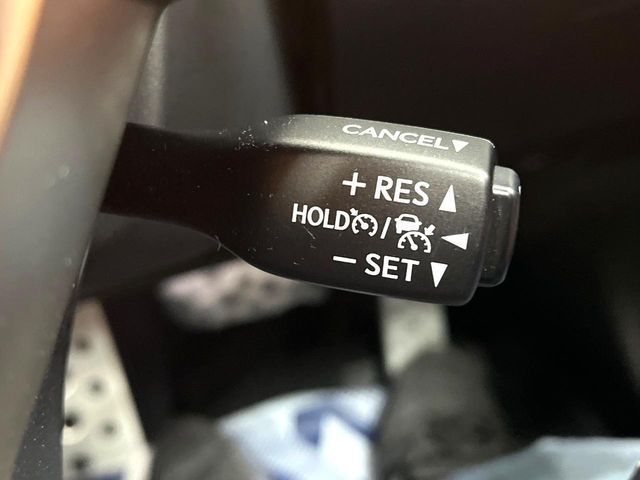 CANCEL▼
+ RES ▲
HOLD / ◀
− SET ▼